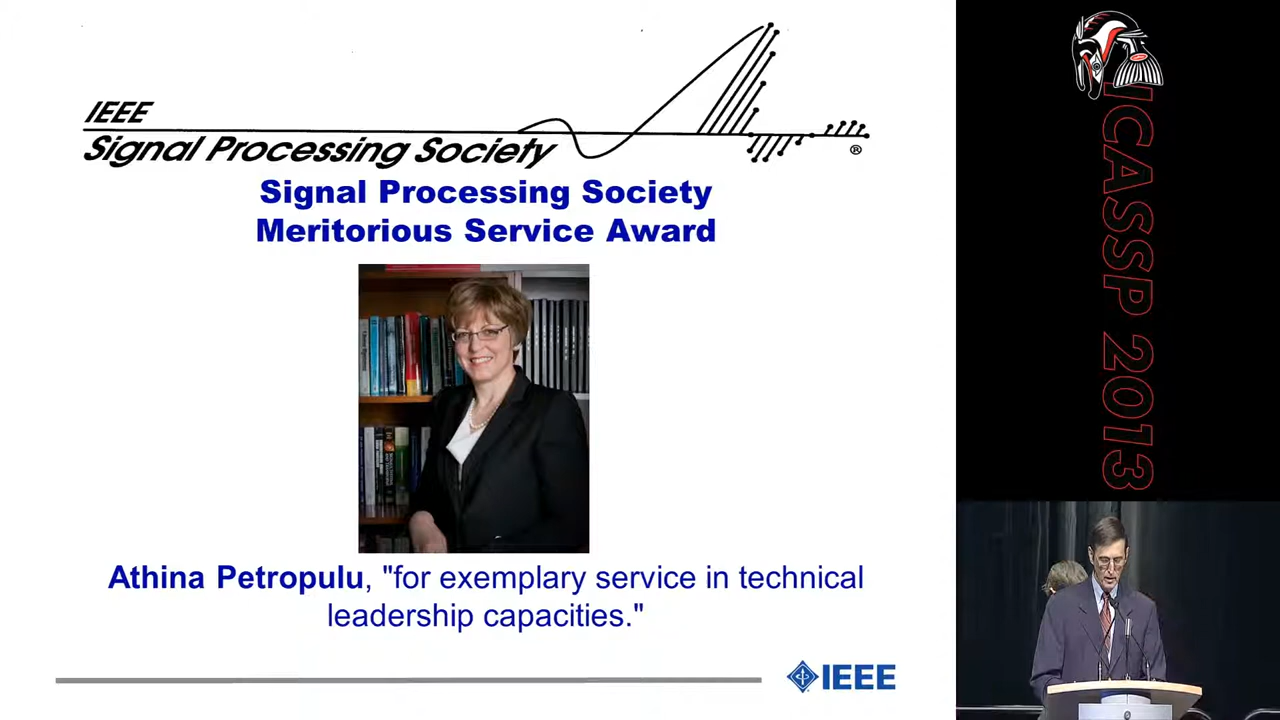 IEEE
Signal Processing Society
®
Signal Processing Society
Meritorious Service Award
Athina Petropulu, "for exemplary service in technical
leadership capacities."
IEEE
ICASSP 2013